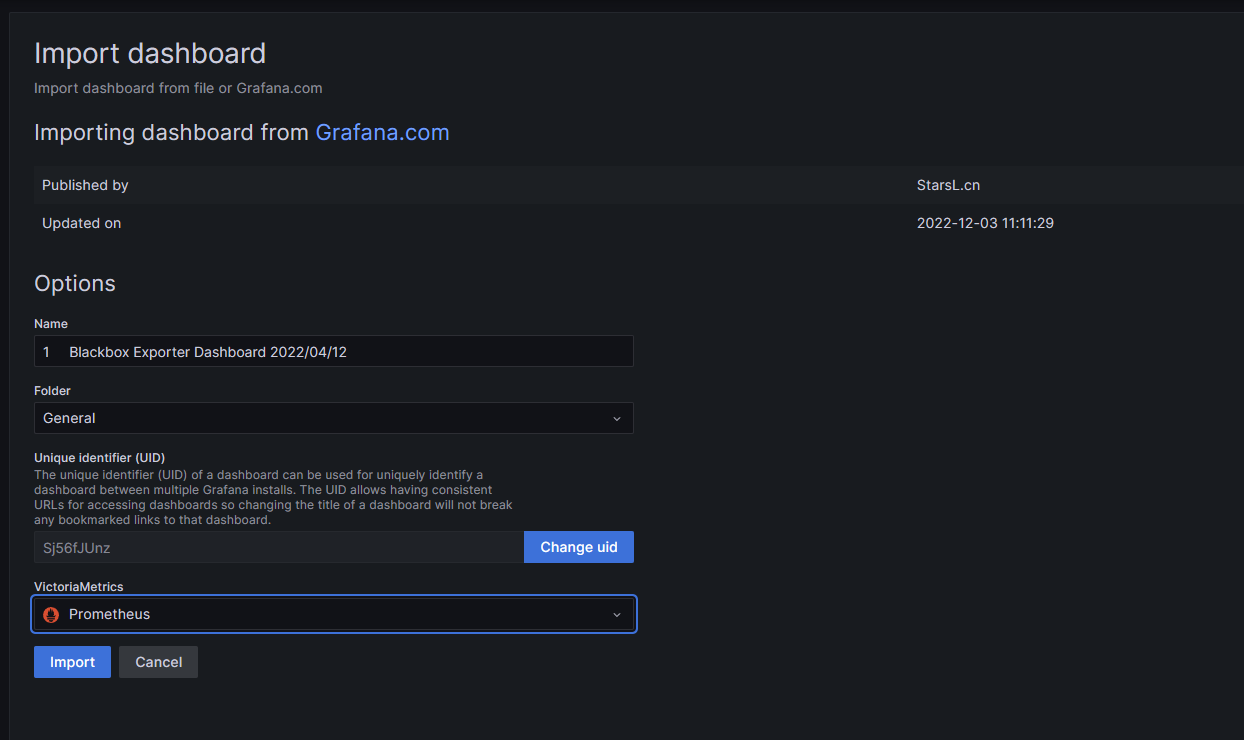 Import dashboard
Import dashboard from file or Grafana.com
Importing dashboard from Grafana.com
Published by StarsL.cn
Updated on 2022-12-03 11:11:29
Options
Name
1 Blackbox Exporter Dashboard 2022/04/12
Folder
General
Unique identifier (UID)
The unique identifier (UID) of a dashboard can be used for uniquely identify a
dashboard between multiple Grafana installs. The UID allows having consistent
URLs for accessing dashboards so changing the title of a dashboard will not break
any bookmarked links to that dashboard.
Sj56fJUnz Change uid
VictoriaMetrics
Prometheus
Import Cancel